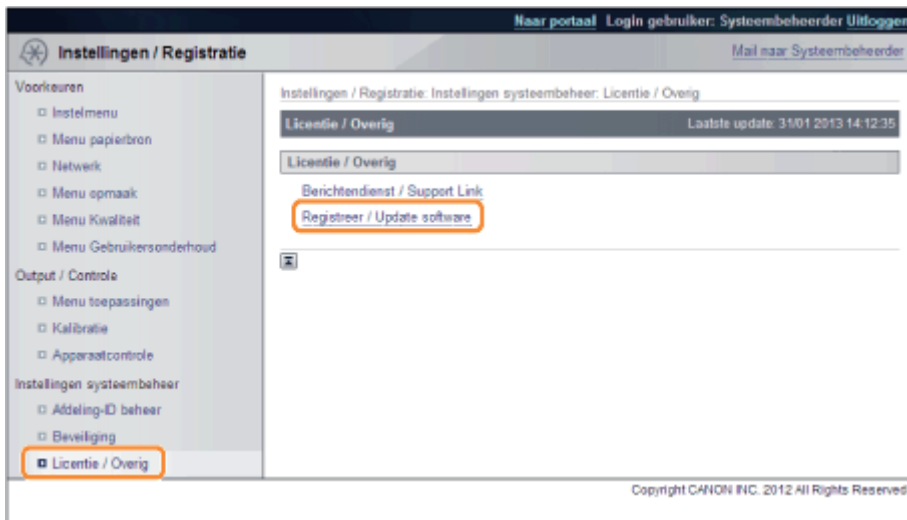 Naar portaal Login gebruiker: Systeembeheerder Uitloggen
Instellingen / Registratie
Mail naar Systeembeheerder
Voorkeuren
Instelmenu
Menu papierbron
Netwerk
Menu opmaak
Menu Kwaliteit
Menu Gebruikersonderhoud
Output / Controle
Menu toepassingen
Kalibratie
Apparaatcontrole
Instellingen systeembeheer
Afdeling-ID beheer
Beveiliging
Licentie / Overig
Instellingen / Registratie: Instellingen systeembeheer: Licentie / Overig
Licentie / Overig Laatste update: 31/01 2013 14:12:35
Licentie / Overig
Berichtendienst / Support Link
Registreer / Update software
Copyright CANON INC. 2012 All Rights Reserved